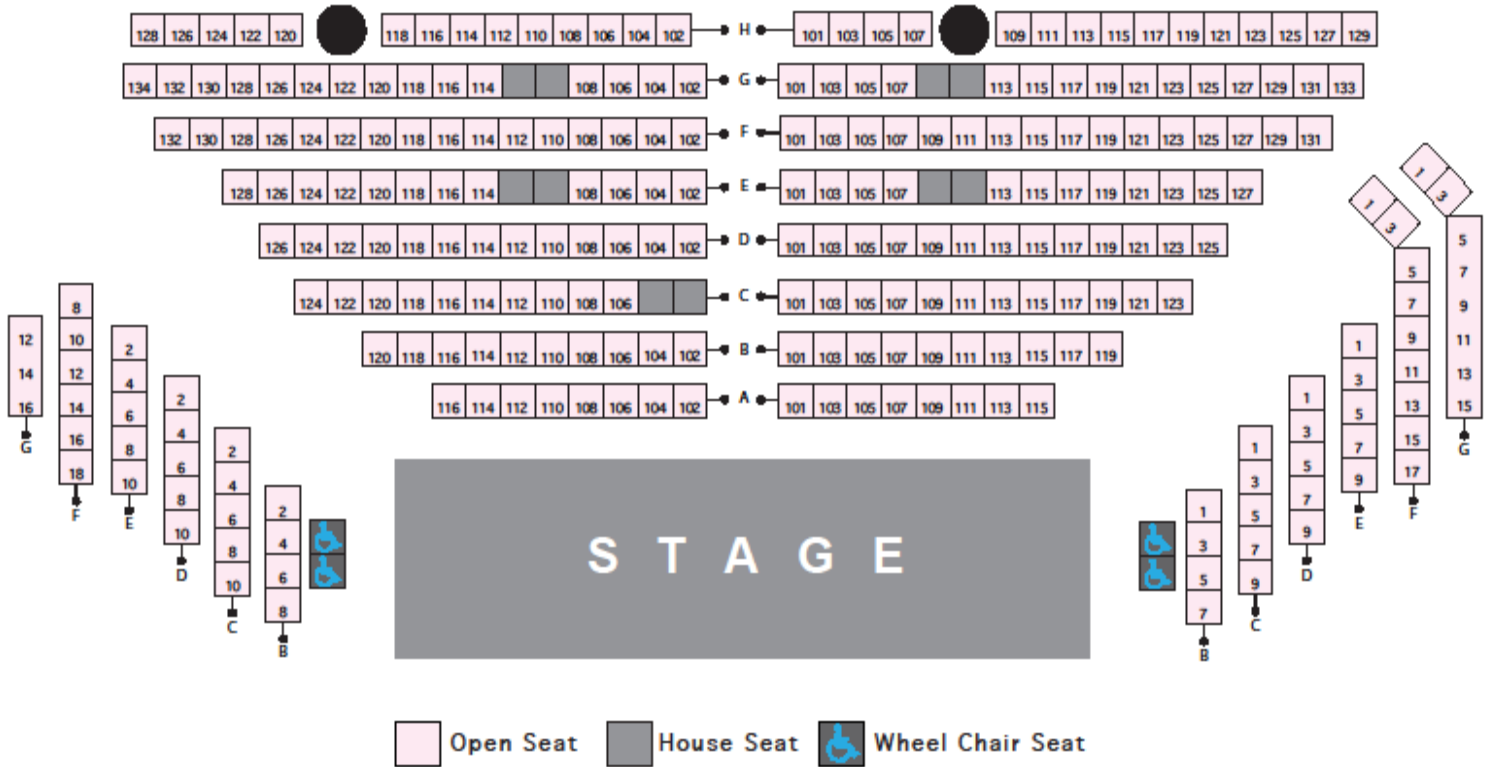 128 126 124 122 120 118 116 114 112 110 108 106 104 102 H 101 103 105 107 109 111 113 115 117 119 121 123 125 127 129
134 132 130 128 126 124 122 120 118 116 114 108 106 104 102 G 101 103 105 107 113 115 117 119 121 123 125 127 129 131 133
132 130 128 126 124 122 120 118 116 114 112 110 108 106 104 102 F 101 103 105 107 109 111 113 115 117 119 121 123 125 127 129 131
128 126 124 122 120 118 116 114 108 106 104 102 E 101 103 105 107 113 115 117 119 121 123 125 127
126 124 122 120 118 116 114 112 110 108 106 104 102 D 101 103 105 107 109 111 113 115 117 119 121 123 125
124 122 120 118 116 114 112 110 108 106 C 101 103 105 107 109 111 113 115 117 119 121 123
120 118 116 114 112 110 108 106 104 102 B 101 103 105 107 109 111 113 115 117 119
116 114 112 110 108 106 104 102 A 101 103 105 107 109 111 113 115
12 14 16 G
8 10 12 14 16 18 F
2 4 6 8 10 E
2 4 6 8 10 D
2 4 6 8 10 C
2 4 6 8 B
STAGE
1 3 5 7 B
1 3 5 7 9 C
1 3 5 7 9 D
1 3 5 7 9 E
1 3 5 7 9 11 13 15 17 F
1 3 5 7 9 11 13 15 G
Open Seat
House Seat
Wheel Chair Seat